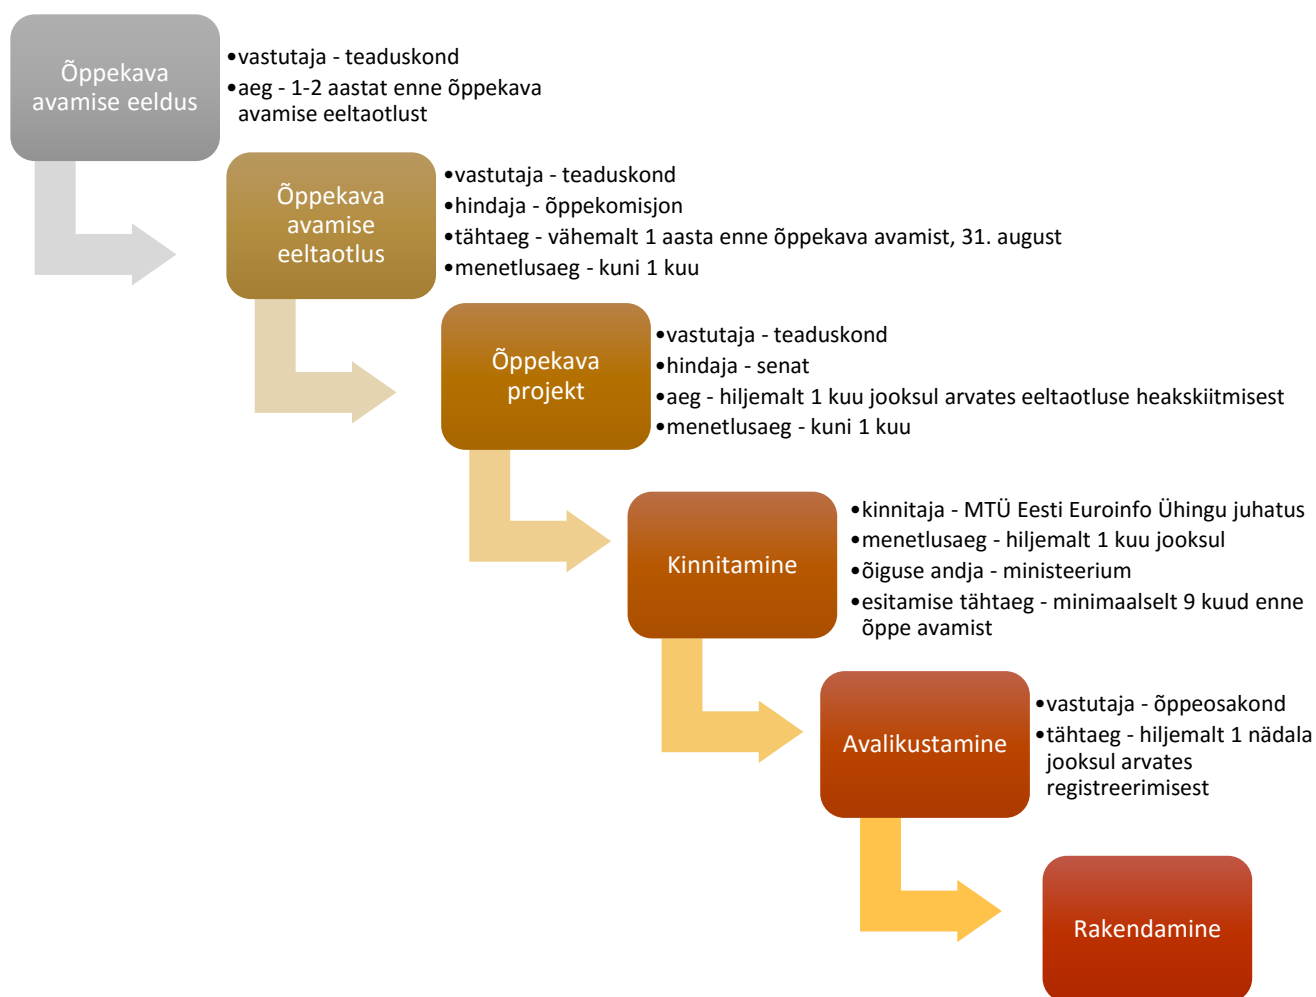 Õppekava
avamise eeldus
•vastutaja - teaduskond
•aeg - 1-2 aastat enne õppekava
avamise eeltaotlust
Õppekava
avamise
eeltaotlus
•vastutaja - teaduskond
•hindaja - õppekomisjon
•tähtaeg - vähemalt 1 aasta enne õppekava avamist, 31. august
•menetlusaeg - kuni 1 kuu
Õppekava
projekt
•vastutaja - teaduskond
•hindaja - senat
•aeg - hiljemalt 1 kuu jooksul arvates eeltaotluse heakskiitmisest
•menetlusaeg - kuni 1 kuu
Kinnitamine
•kinnitaja - MTÜ Eesti Euroinfo Ühingu juhatus
•menetlusaeg - hiljemalt 1 kuu jooksul
•õiguse andja - ministeerium
•esitamise tähtaeg - minimaalselt 9 kuud enne
õppe avamist
Avalikustamine
•vastutaja - õppeosakond
•tähtaeg - hiljemalt 1 nädala
jooksul arvates
registreerimisest
Rakendamine